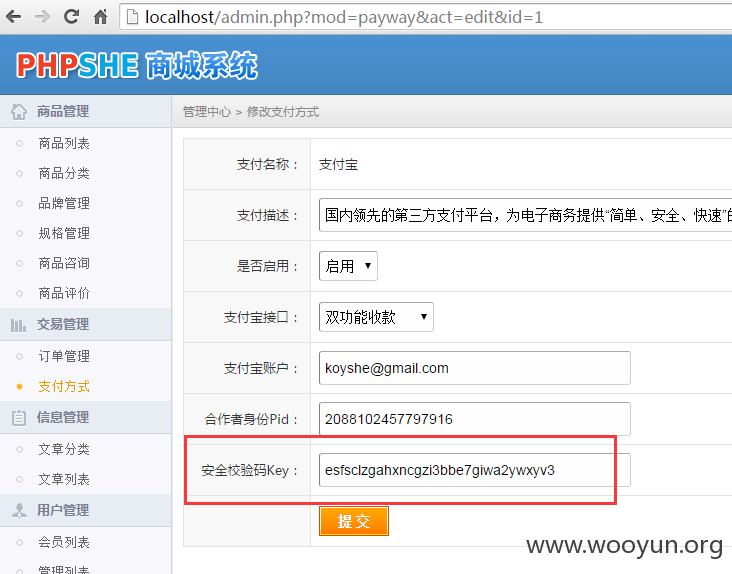 localhost/admin.php?mod=payway&act=edit&id=1
PHPSHE 商城系统
商品管理
商品列表
商品分类
品牌管理
规格管理
商品咨询
商品评价
交易管理
订单管理
支付方式
信息管理
文章分类
文章列表
用户管理
会员列表
管理列表
管理中心 > 修改支付方式
支付名称： 支付宝
支付描述： 国内领先的第三方支付平台，为电子商务提供“简单、安全、快速”的
是否启用： 启用
支付宝接口： 双功能收款
支付宝账户： koyshe@gmail.com
合作者身份Pid： 2088102457797916
安全校验码Key： esfsclzgahxncgzi3bbe7giwa2ywxyv3
提交
www.wooyun.org